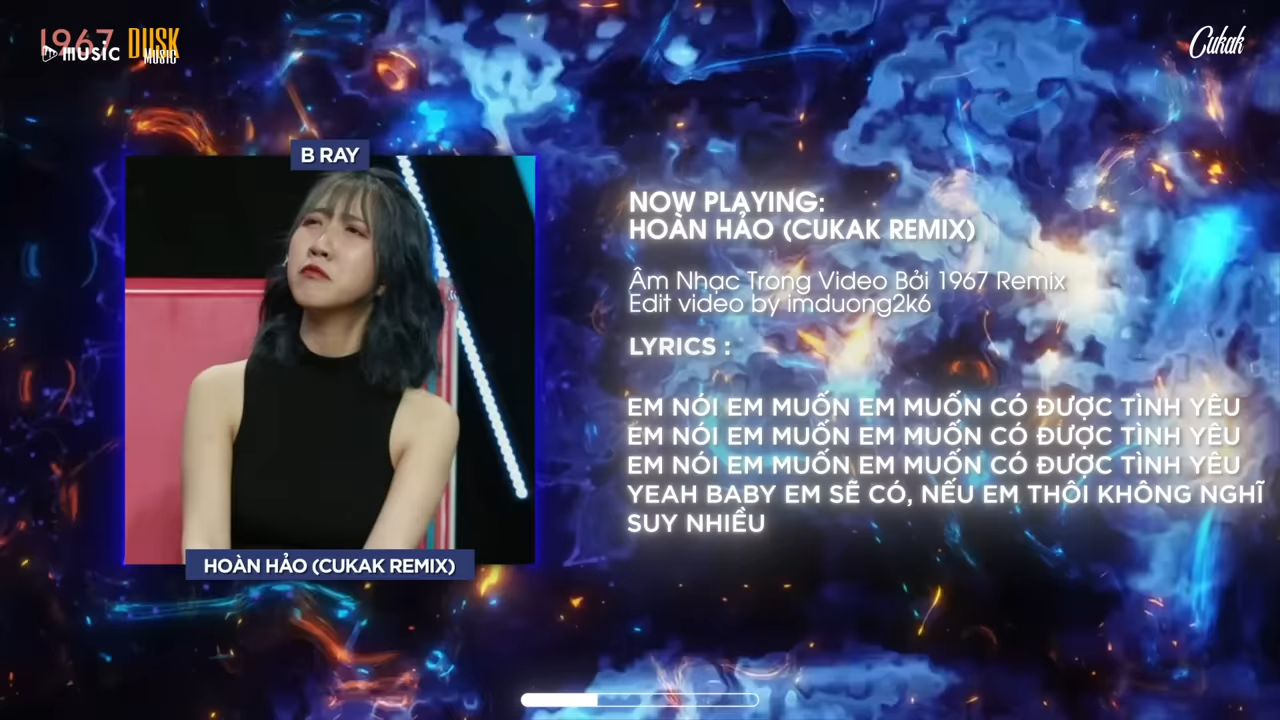 1967
MUSIC
DUSK
MUSIC
Cukak
B RAY
HOÀN HẢO (CUKAK REMIX)
NOW PLAYING:
HOÀN HẢO (CUKAK REMIX)
Âm Nhạc Trong Video Bởi 1967 Remix
Edit video by imduong2k6
LYRICS :
EM NÓI EM MUỐN EM MUỐN CÓ ĐƯỢC TÌNH YÊU
EM NÓI EM MUỐN EM MUỐN CÓ ĐƯỢC TÌNH YÊU
EM NÓI EM MUỐN EM MUỐN CÓ ĐƯỢC TÌNH YÊU
YEAH BABY EM SẼ CÓ, NẾU EM THÔI KHÔNG NGHĨ
SUY NHIỀU